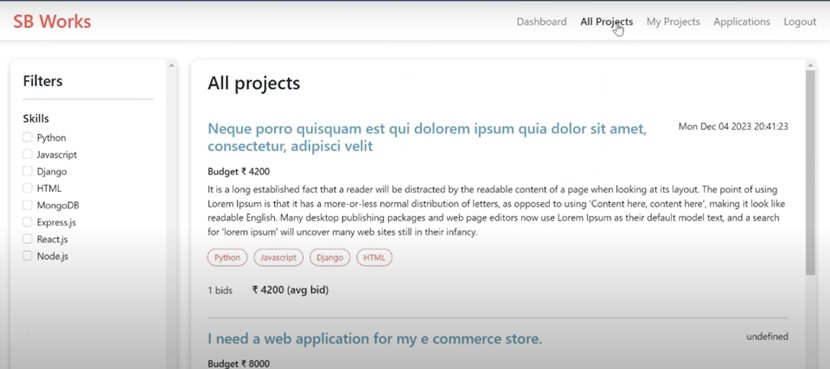 SB Works
Dashboard All Projects My Projects Applications Logout
Filters
Skills
Python
Javascript
Django
HTML
MongoDB
Express.js
React.js
Node.js
All projects
Neque porro quisquam est qui dolorem ipsum quia dolor sit amet,
consectetur, adipisci velit
Mon Dec 04 2023 20:41:23
Budget ₹ 4200
It is a long established fact that a reader will be distracted by the readable content of a page when looking at its layout. The point of using
Lorem Ipsum is that it has a more-or-less normal distribution of letters, as opposed to using 'Content here, content here', making it look like
readable English. Many desktop publishing packages and web page editors now use Lorem Ipsum as their default model text, and a search
for 'lorem ipsum' will uncover many web sites still in their infancy.
Python Javascript Django HTML
1 bids ₹ 4200 (avg bid)
I need a web application for my e commerce store.
undefined
Budget ₹ 8000